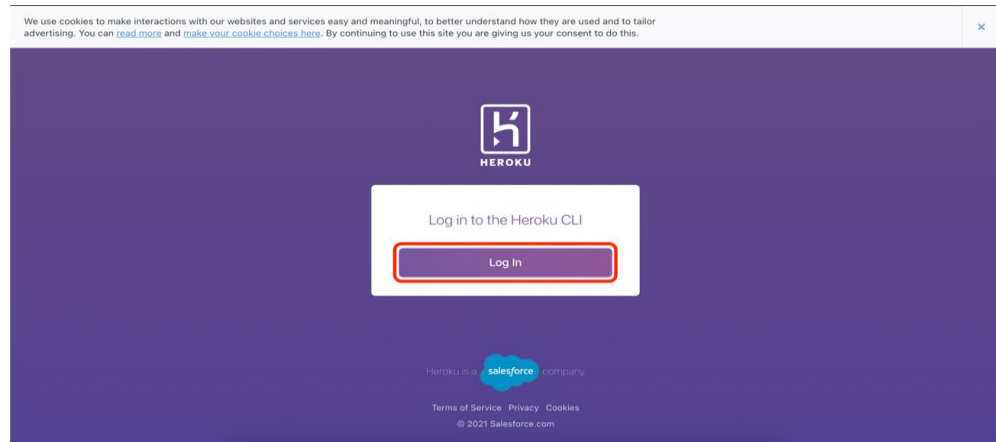 We use cookies to make interactions with our websites and services easy and meaningful, to better understand how they are used and to tailor
advertising. You can read more and make your cookie choices here. By continuing to use this site you are giving us your consent to do this.
×
HEROKU
Log in to the Heroku CLI
Log In
Heroku is a salesforce company
Terms of Service Privacy Cookies
© 2021 Salesforce.com